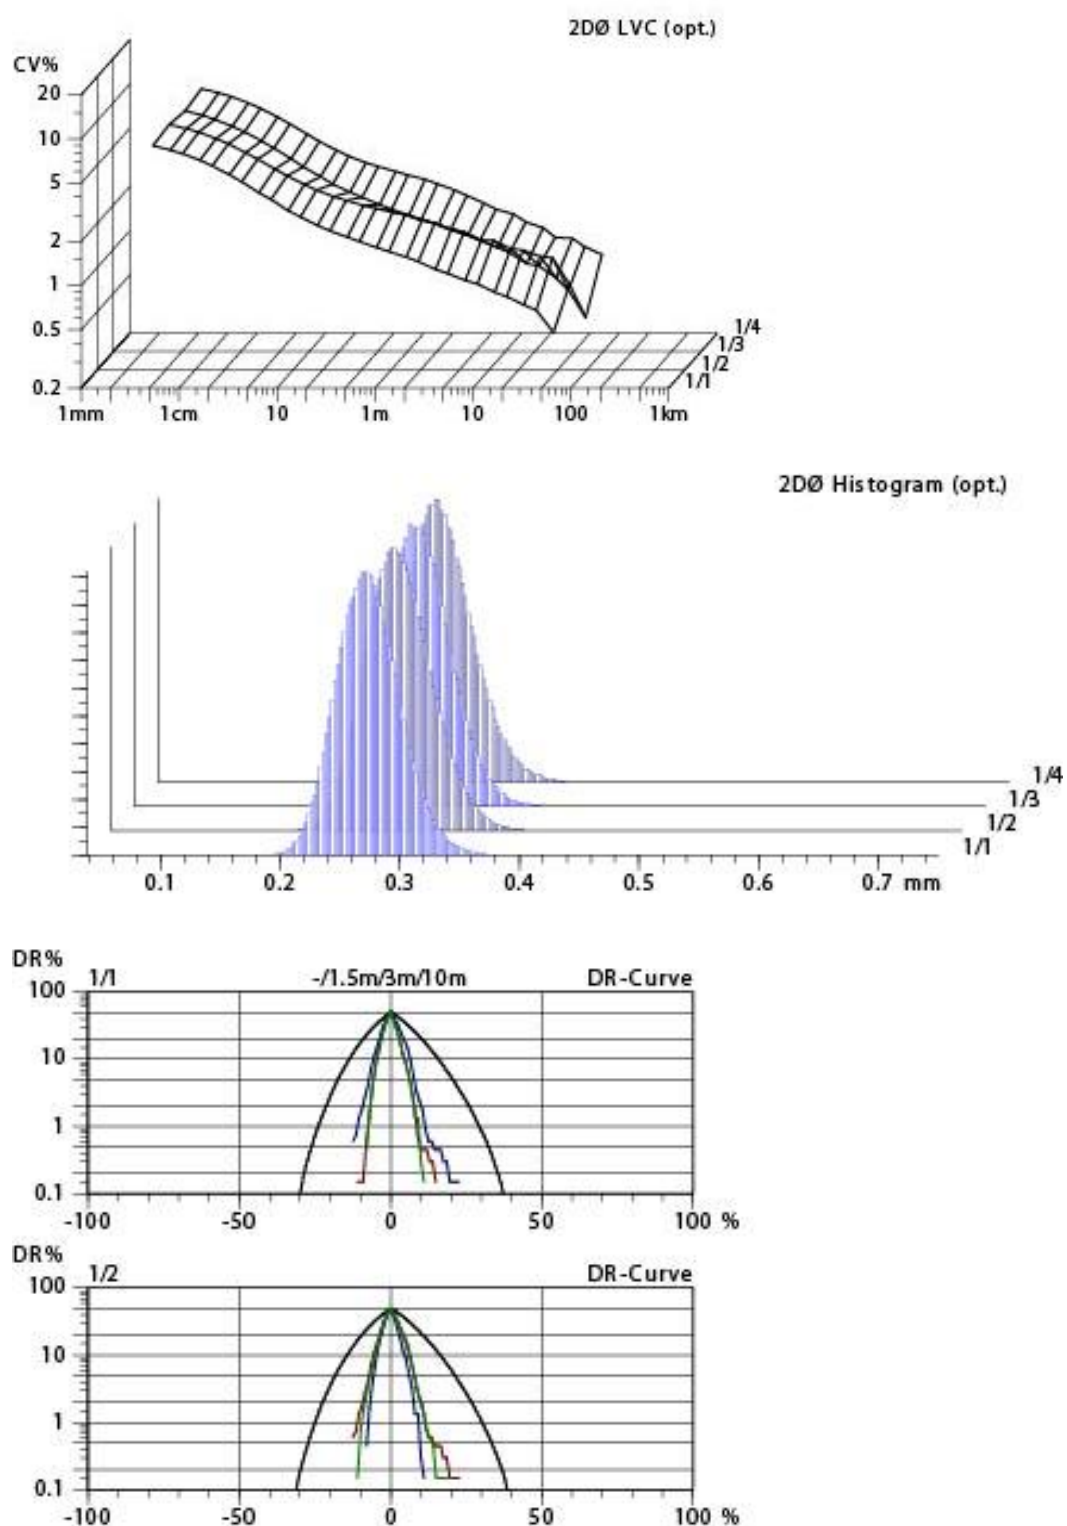 2DØ LVC (opt.)
CV%
20
10
5
2
1
0.5
0.2
1/4
1/3
1/2
1/1
1mm 1cm 10 1m 10 100 1km
2DØ Histogram (opt.)
1/4
1/3
1/2
1/1
0.1 0.2 0.3 0.4 0.5 0.6 0.7 mm
DR%
1/1 -/1.5m/3m/10m DR-Curve
100
10
1
0.1
-100 -50 0 50 100 %
DR%
1/2 DR-Curve
100
10
1
0.1
-100 -50 0 50 100 %